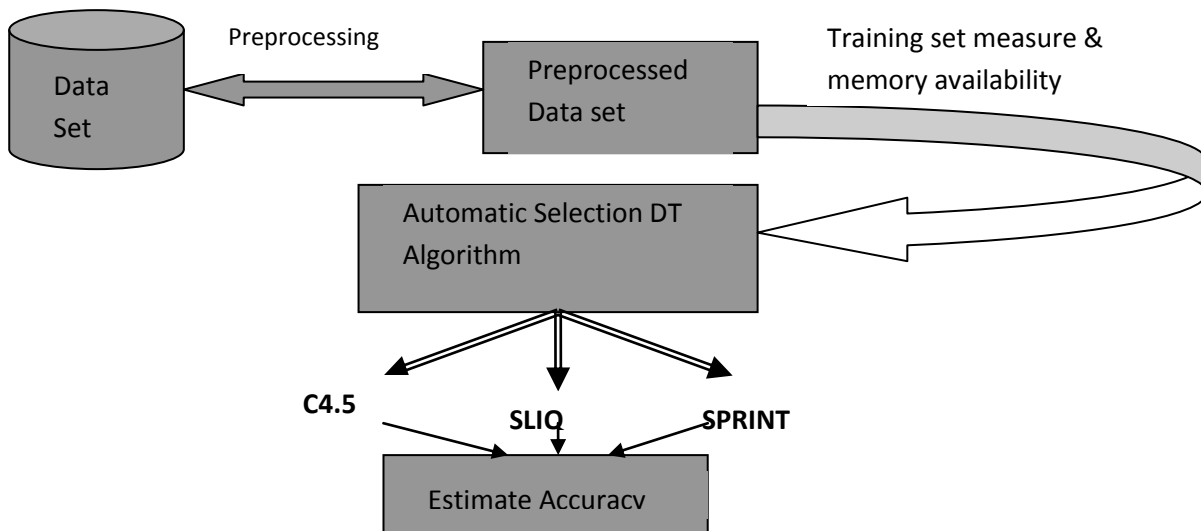 Preprocessing
Data
Set
Preprocessed
Data set
Training set measure &
memory availability
Automatic Selection DT
Algorithm
C4.5
SLIQ
SPRINT
Estimate Accuracy